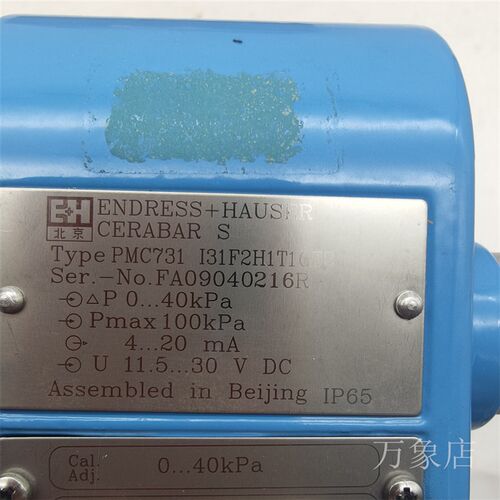 E+H ENDRESS+HAUSER
北京 CERABAR S
Type PMC731 I31F2H1T1
Ser.-No.FA09040216R
△P 0...40kPa
Pmax 100kPa
4...20 mA
U 11.5...30 V DC
Assembled in Beijing IP65
Cal. Adj. 0...40kPa
万象店